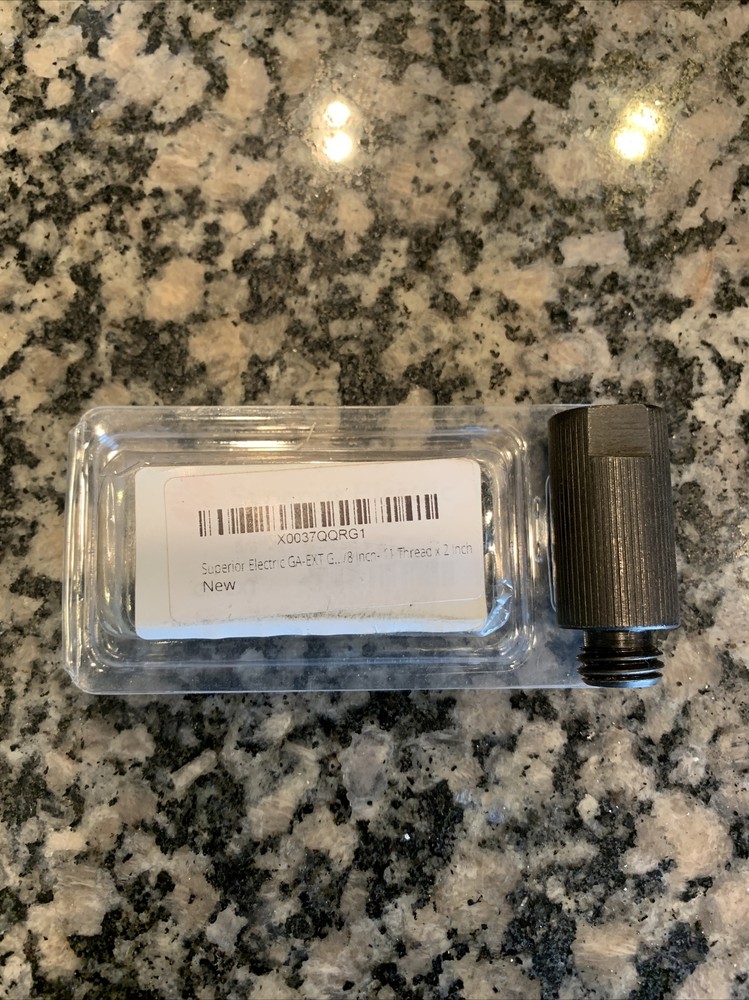 X0037QQRG1
Superior Electric GA-EXT G.../8 inch- 11 Thread x 2 Inch
New